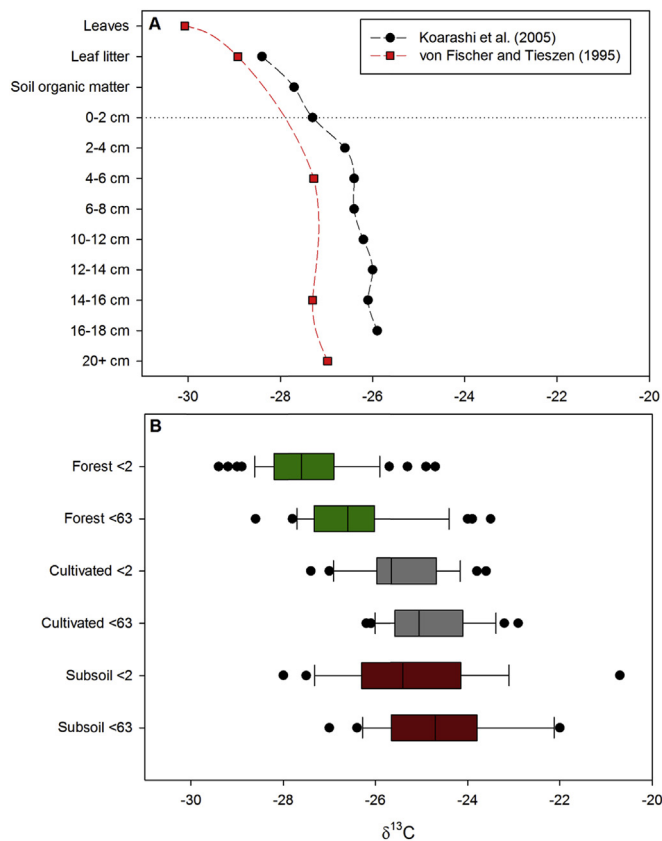 A
Koarashi et al. (2005)
von Fischer and Tieszen (1995)
Leaves
Leaf litter
Soil organic matter
0-2 cm
2-4 cm
4-6 cm
6-8 cm
10-12 cm
12-14 cm
14-16 cm
16-18 cm
20+ cm
-30 -28 -26 -24 -22 -20
B
Forest <2
Forest <63
Cultivated <2
Cultivated <63
Subsoil <2
Subsoil <63
-30 -28 -26 -24 -22 -20
δ¹³C